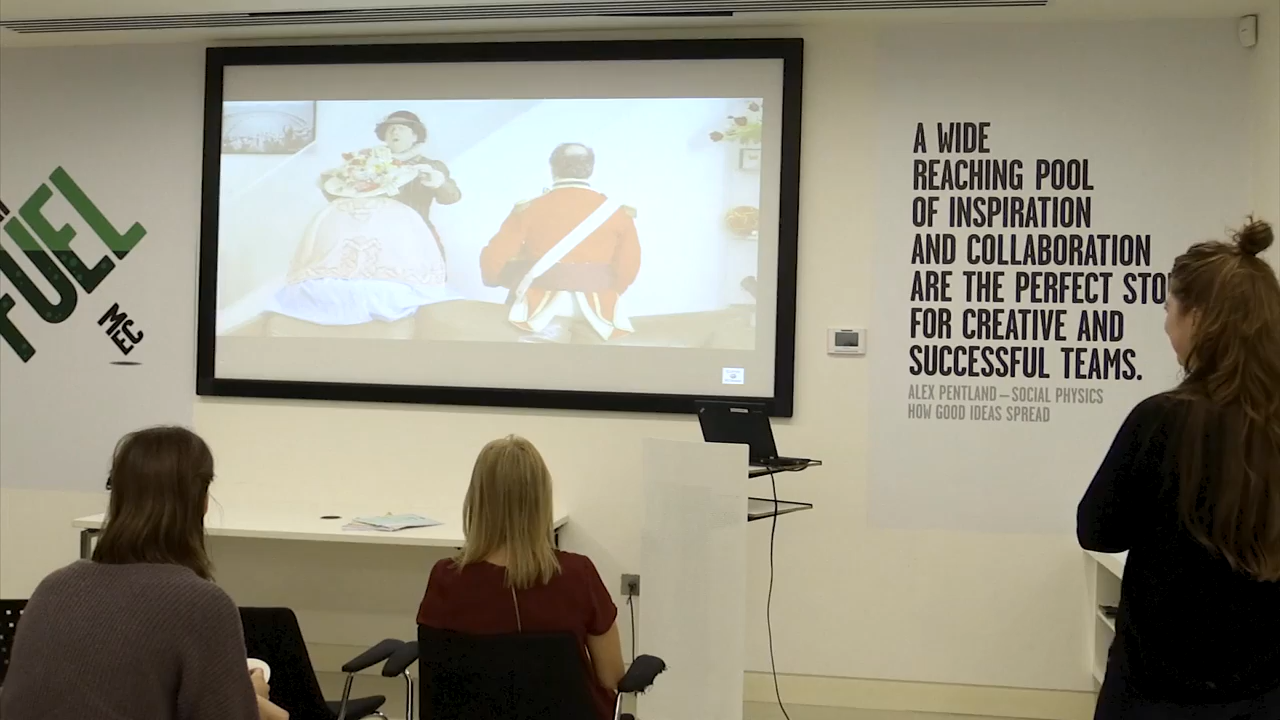 FUEL
MEC
A WIDE
REACHING POOL
OF INSPIRATION
AND COLLABORATION
ARE THE PERFECT STO
FOR CREATIVE AND
SUCCESSFUL TEAMS.
ALEX PENTLAND – SOCIAL PHYSICS
HOW GOOD IDEAS SPREAD